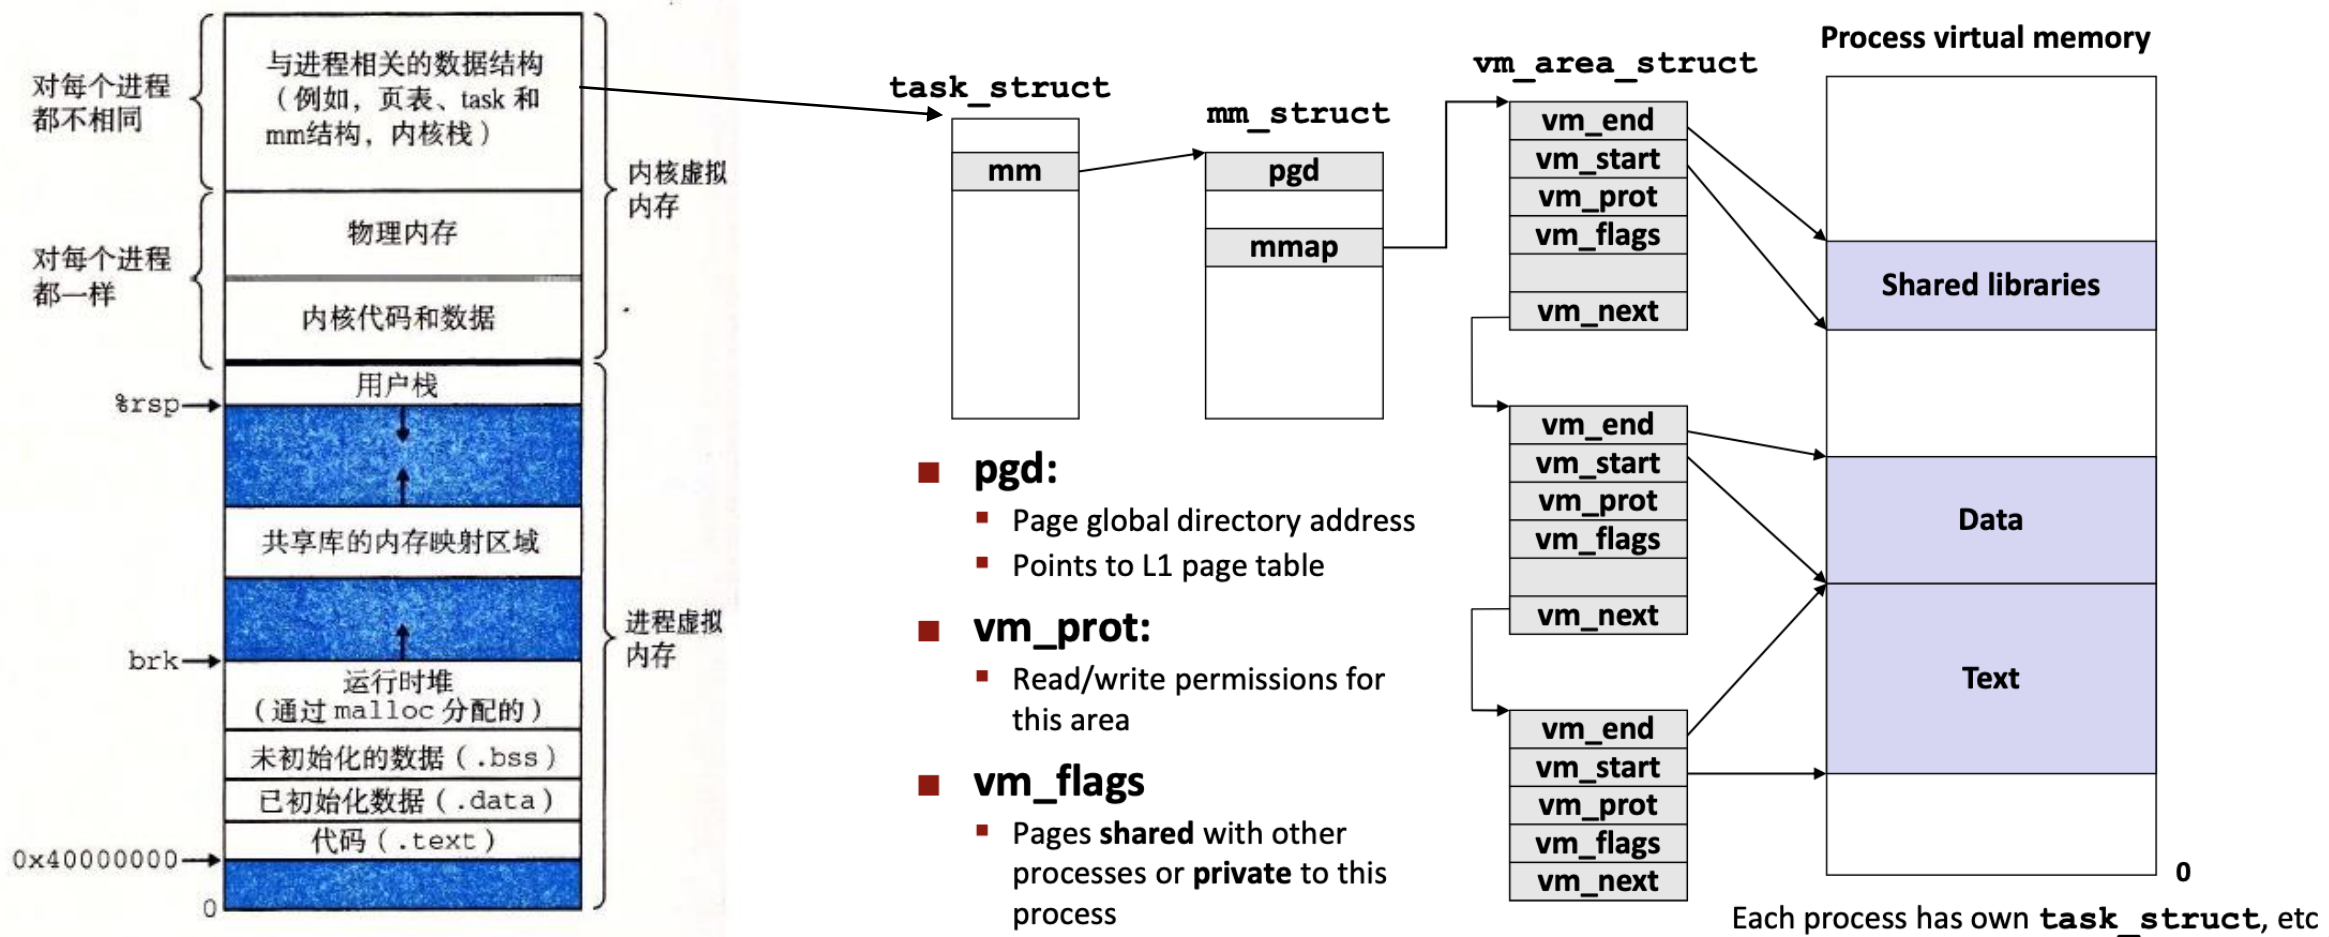 对每个进程
都不相同
与进程相关的数据结构
（例如，页表、task 和
mm结构，内核栈）
内核虚拟
内存
对每个进程
都一样
物理内存
内核代码和数据
用户栈
%rsp
共享库的内存映射区域
进程虚拟
内存
brk
运行时堆
（通过 malloc 分配的）
未初始化的数据（.bss）
已初始化数据（.data）
代码（.text）
0x40000000
0
task_struct
mm
mm_struct
pgd
mmap
pgd:
Page global directory address
Points to L1 page table
vm_prot:
Read/write permissions for
this area
vm_flags
Pages shared with other
processes or private to this
process
vm_area_struct
vm_end
vm_start
vm_prot
vm_flags
vm_next
vm_end
vm_start
vm_prot
vm_flags
vm_next
vm_end
vm_start
vm_prot
vm_flags
vm_next
Process virtual memory
Shared libraries
Data
Text
0
Each process has own task_struct, etc